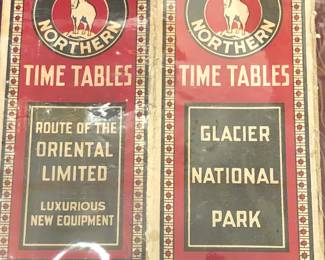 NORTHERN
TIME TABLES
ROUTE OF THE
ORIENTAL
LIMITED
LUXURIOUS
NEW EQUIPMENT
NORTHERN
TIME TABLES
GLACIER
NATIONAL
PARK